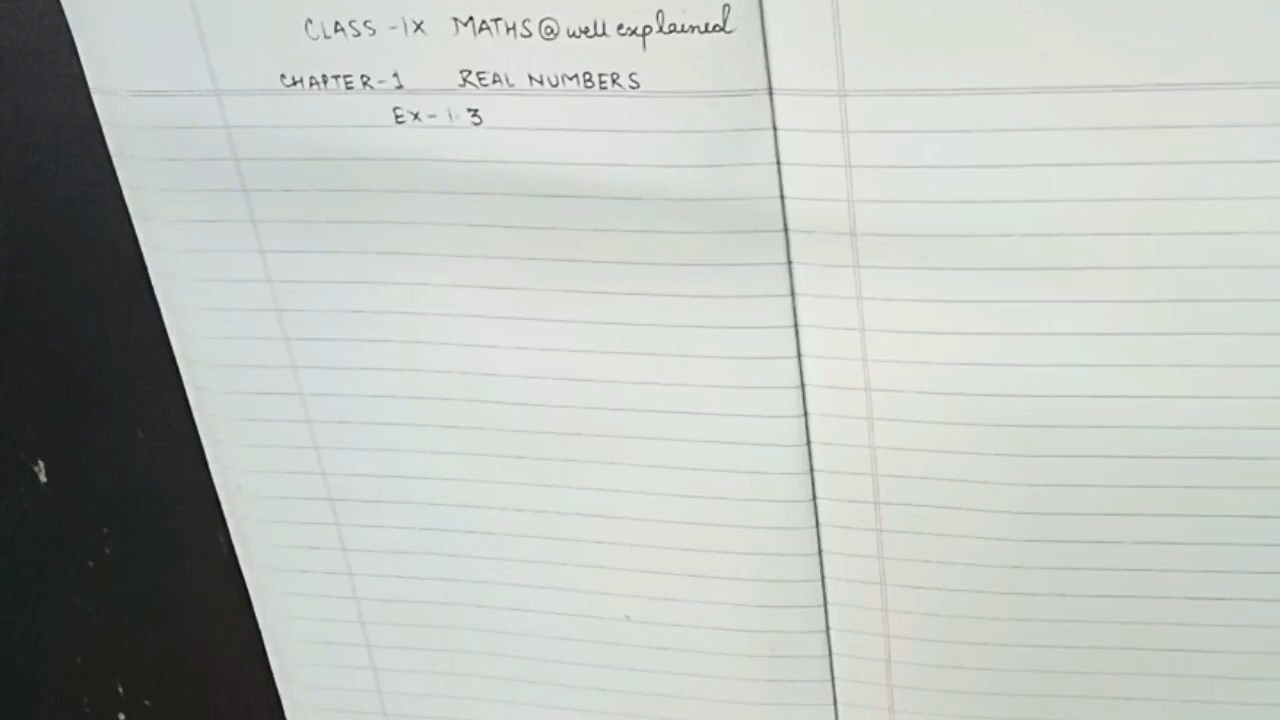 CLASS -IX MATHS @ well explained
CHAPTER-1 REAL NUMBERS
Ex- 1.3